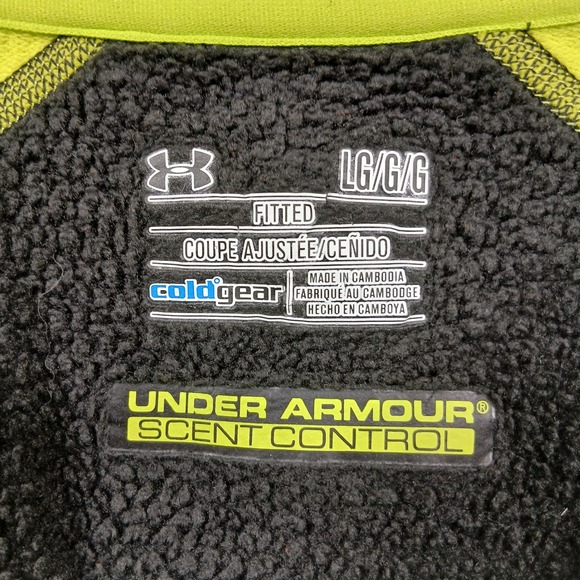 LG/G/G
FITTED
COUPE AJUSTÉE/CEÑIDO
coldgear
MADE IN CAMBODIA
FABRIQUÉ AU CAMBODGE
HECHO EN CAMBOYA
UNDER ARMOUR®
SCENT CONTROL